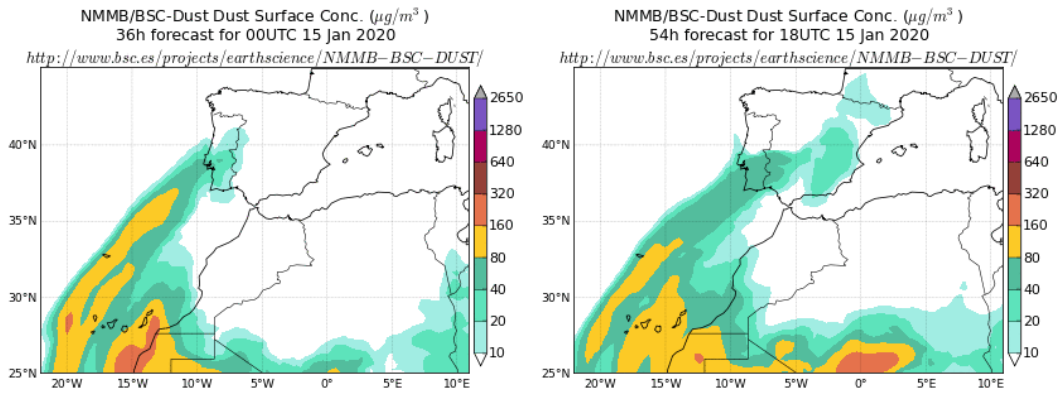 NMMB/BSC-Dust Dust Surface Conc. (μg/m³ )
36h forecast for 00UTC 15 Jan 2020
http://www.bsc.es/projects/earthscience/NMMB−BSC−DUST/
40°N
35°N
30°N
25°N
20°W
15°W
10°W
5°W
0°
5°E
10°E
2650
1280
640
320
160
80
40
20
10
NMMB/BSC-Dust Dust Surface Conc. (μg/m³ )
54h forecast for 18UTC 15 Jan 2020
http://www.bsc.es/projects/earthscience/NMMB−BSC−DUST/
40°N
35°N
30°N
25°N
20°W
15°W
10°W
5°W
0°
5°E
10°E
2650
1280
640
320
160
80
40
20
10